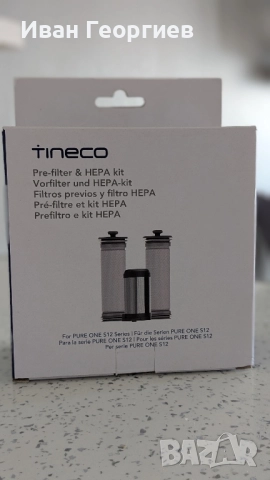 Иван Георгиев
TINECO
Pre-filter & HEPA kit
Vorfilter und HEPA-kit
Filtros previos y filtro HEPA
Pré-filtre et kit HEPA
Prefiltro e kit HEPA
For PURE ONE S12 Series | Für die Serien PURE ONE S12
Para la serie PURE ONE S12 | Pour les séries PURE ONE S12
Per serie PURE ONE S12
BAZAR